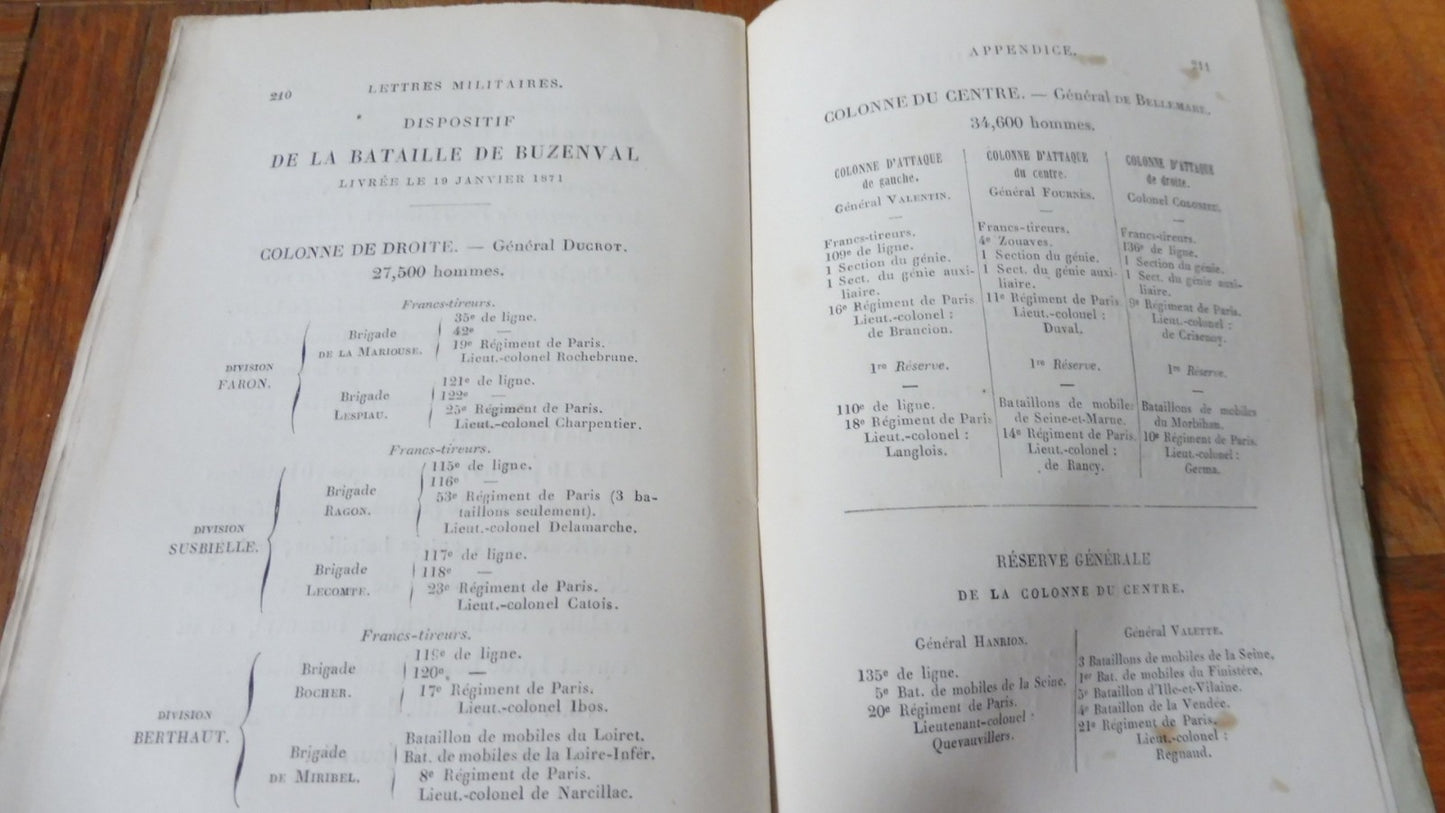 210
LETTRES MILITAIRES.
DISPOSITIF
DE LA BATAILLE DE BUZENVAL
LIVRÉE LE 19 JANVIER 1871
COLONNE DE DROITE. — Général DUCROT.
27,500 hommes.
Francs-tireurs.
DIVISION
FARON.
Brigade
DE LA MARIOUSE.
35e de ligne.
42e —
19e Régiment de Paris.
Lieut.-colonel Rochebrune.
Brigade
LESPIAU.
121e de ligne.
122e —
25e Régiment de Paris.
Lieut.-colonel Charpentier.
Francs-tireurs.
DIVISION
SUSBIELLE.
Brigade
RAGON.
115e de ligne.
116e —
53e Régiment de Paris (3 ba-
taillons seulement).
Lieut.-colonel Delamarche.
Brigade
LECOMTE.
117e de ligne.
118e —
23e Régiment de Paris.
Lieut.-colonel Catois.
Francs-tireurs.
DIVISION
BERTHAUT.
Brigade
BOCHER.
119e de ligne.
120e —
17e Régiment de Paris.
Lieut.-colonel Ibos.
Brigade
DE MIRIBEL.
Bataillon de mobiles du Loiret.
Bat. de mobiles de la Loire-Infér.
8e Régiment de Paris.
Lieut.-colonel de Narcillac.
APPENDICE.
211
COLONNE DU CENTRE. — Général DE BELLEMARE.
34,600 hommes.
COLONNE D'ATTAQUE
de gauche.
Général VALENTIN.
—
Francs-tireurs.
109e de ligne.
1 Section du génie.
1 Sect. du génie auxi-
liaire.
16e Régiment de Paris
Lieut.-colonel :
de Brancion.
1re Réserve.
—
110e de ligne.
18e Régiment de Paris
Lieut.-colonel :
Langlois.
COLONNE D'ATTAQUE
du centre.
Général FOURNÈS.
—
Francs-tireurs.
4e Zouaves.
1 Section du génie.
1 Sect. du génie auxi-
liaire.
11e Régiment de Paris
Lieut.-colonel :
Duval.
1re Réserve.
—
Bataillons de mobiles
de Seine-et-Marne.
14e Régiment de Paris.
Lieut.-colonel :
de Rancy.
COLONNE D'ATTAQUE
de droite.
Colonel COLONIEU.
—
Francs-tireurs.
136e de ligne.
1 Section du génie.
1 Sect. du génie auxi-
liaire.
9e Régiment de Paris.
Lieut.-colonel :
de Crisenoy.
1re Réserve.
—
Bataillons de mobiles
du Morbihan.
10e Régiment de Paris.
Lieut.-colonel :
Germa.
RÉSERVE GÉNÉRALE
DE LA COLONNE DU CENTRE.
Général HANRION.
135e de ligne.
5e Bat. de mobiles de la Seine.
20e Régiment de Paris.
Lieutenant-colonel :
Quevauvillers.
Général VALETTE.
3 Bataillons de mobiles de la Seine.
1er Bat. de mobiles du Finistère.
5e Bataillon d'Ille-et-Vilaine.
4e Bataillon de la Vendée.
21e Régiment de Paris.
Lieut.-colonel :
Regnaud.